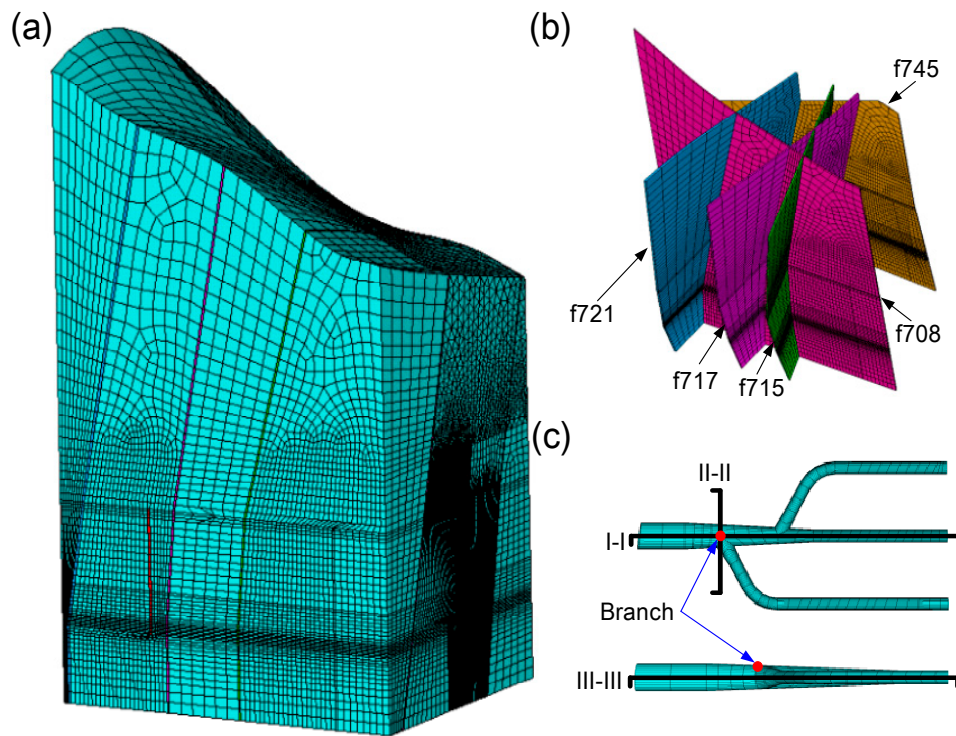 (a)
(b)
f745
f721
f717
f715
f708
(c)
II-II
I-I
Branch
III-III